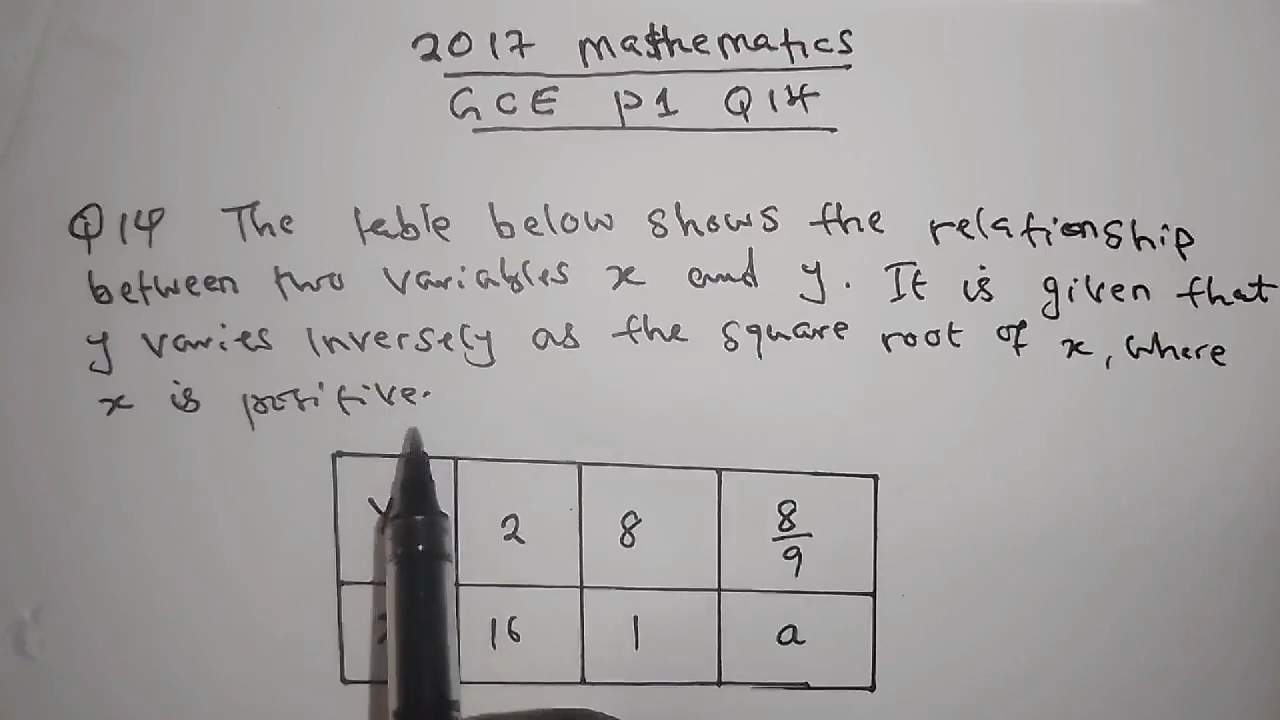 2017 mathematics
GCE P1 Q14
Q14 The table below shows the relationship
between two variables x and y. It is given that
y varies inversely as the square root of x, where
x is positive.
2 8 8/9
16 1 a